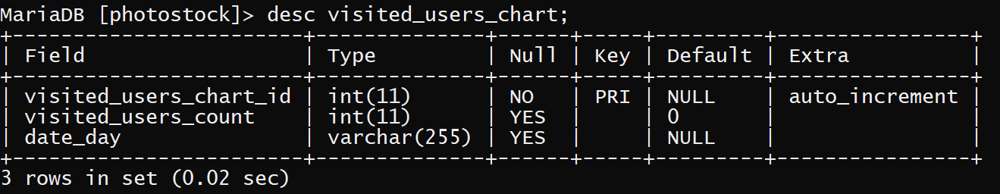 MariaDB [photostock]> desc visited_users_chart;
+------------------------+--------------+------+-----+---------+----------------+
| Field                  | Type         | Null | Key | Default | Extra          |
+------------------------+--------------+------+-----+---------+----------------+
| visited_users_chart_id | int(11)      | NO   | PRI | NULL    | auto_increment |
| visited_users_count    | int(11)      | YES  |     | 0       |                |
| date_day               | varchar(255) | YES  |     | NULL    |                |
+------------------------+--------------+------+-----+---------+----------------+
3 rows in set (0.02 sec)